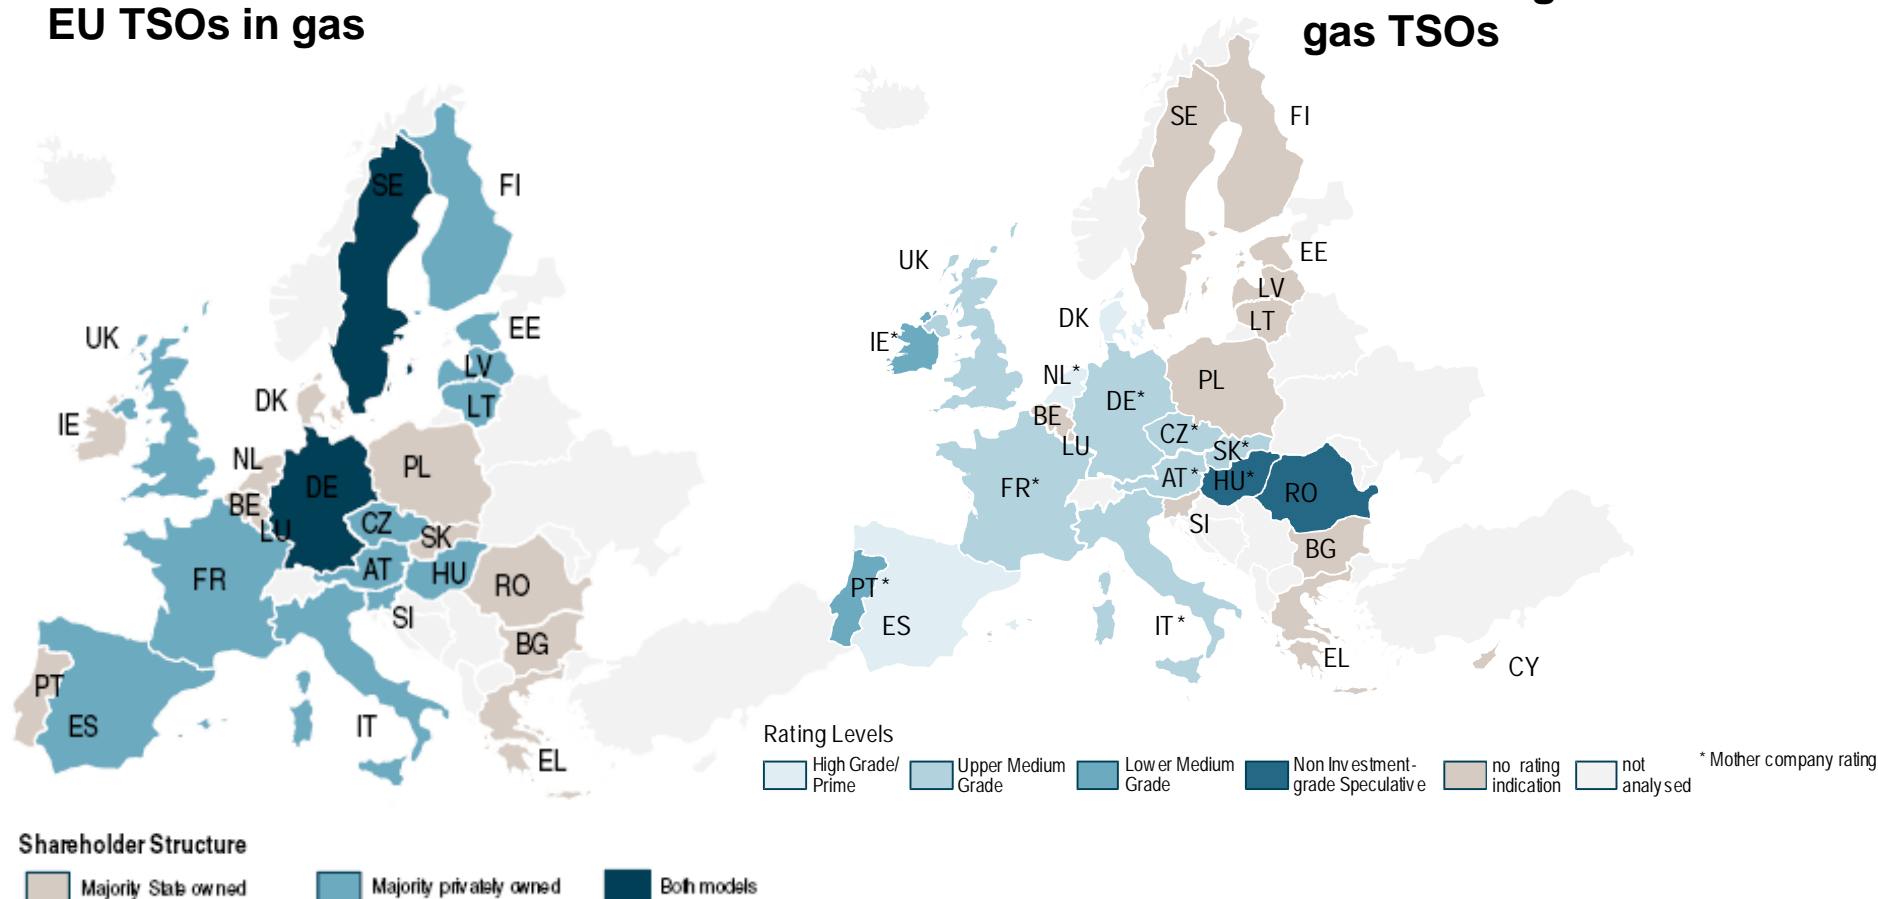 EU TSOs in gas
gas TSOs
SE
FI
UK
EE
LV
LT
DK
IE
NL
BE
LU
DE
PL
CZ
SK
AT
HU
FR
RO
SI
BG
PT
ES
IT
EL
Shareholder Structure
Majority State owned
Majority privately owned
Both models
SE
FI
UK
EE
LV
LT
DK
IE*
NL*
BE
LU
DE*
PL
CZ*
SK*
AT*
HU*
FR*
RO
SI
BG
PT*
ES
IT*
EL
CY
Rating Levels
High Grade/
Prime
Upper Medium
Grade
Lower Medium
Grade
Non Investment-
grade Speculative
no rating
indication
not
analysed
* Mother company rating